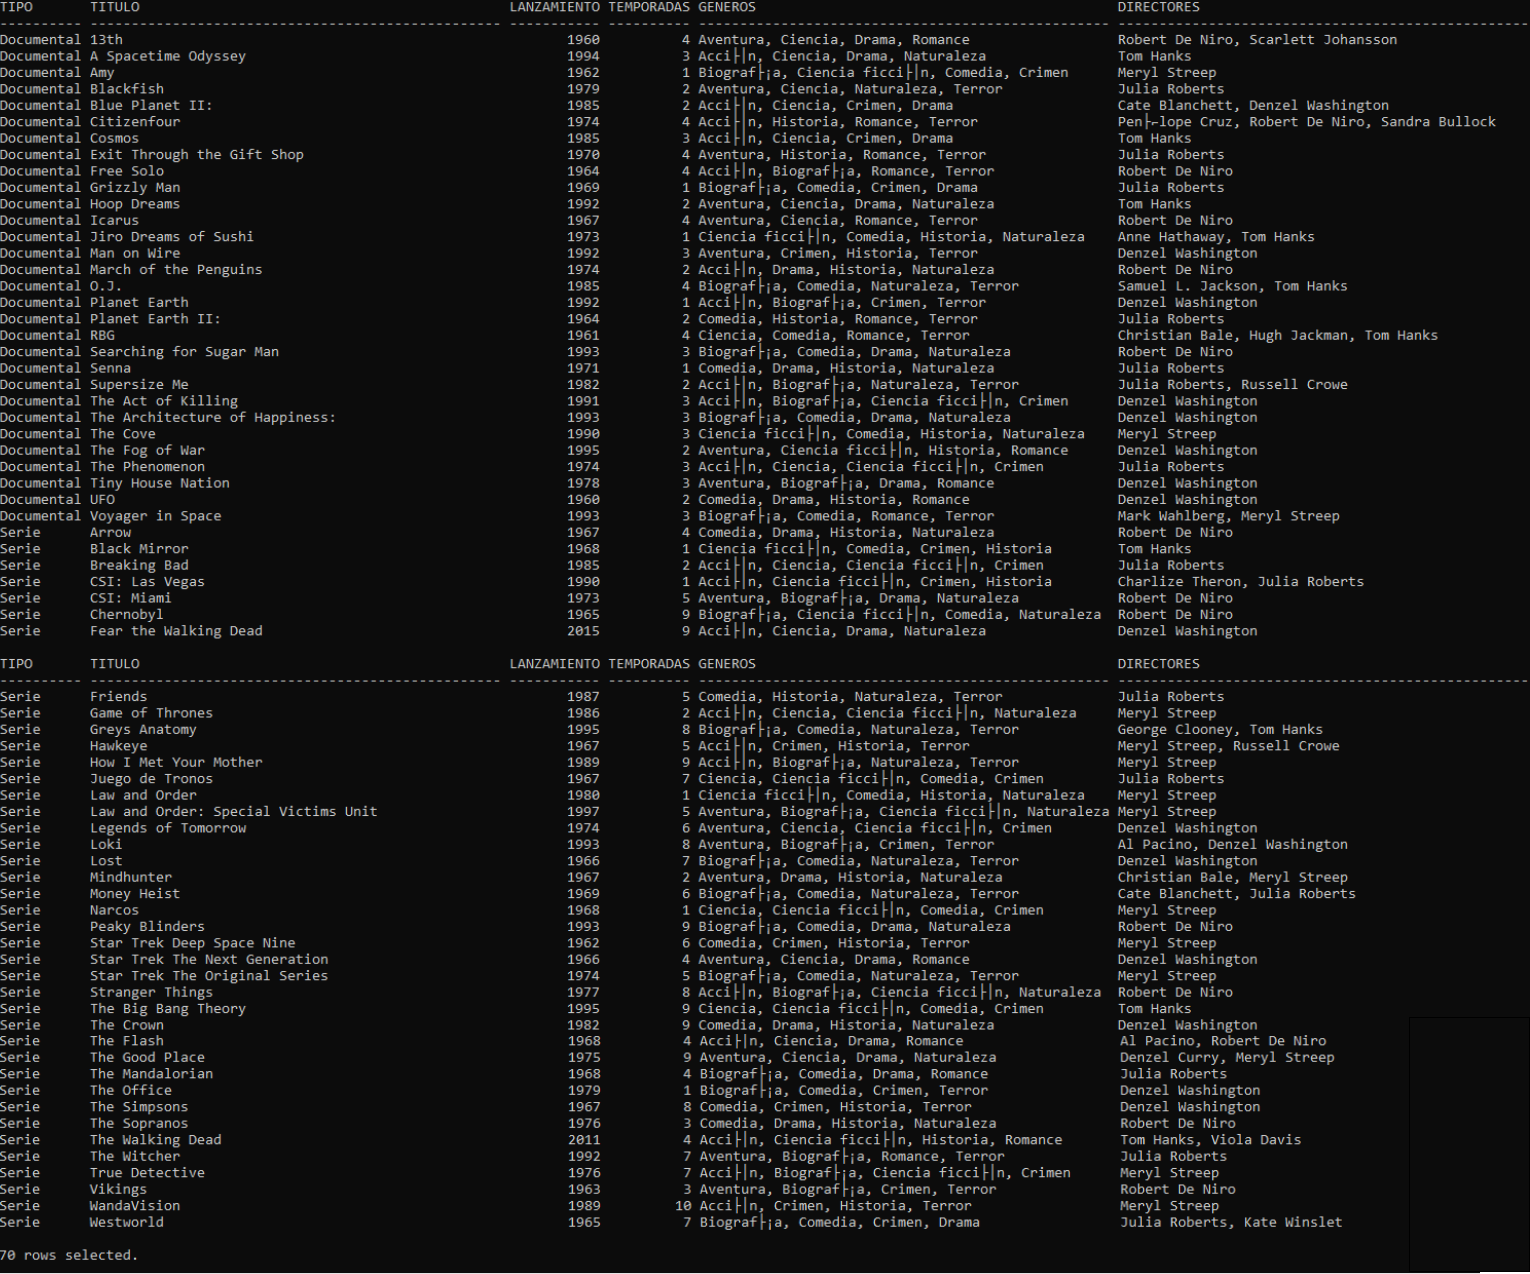 TIPO TITULO LANZAMIENTO TEMPORADAS GENEROS DIRECTORES
---------- -------------------------------------------------- ----------- ---------- --------------------------------------------------- --------------------------------------------------
Documental 13th 1960 4 Aventura, Ciencia, Drama, Romance Robert De Niro, Scarlett Johansson
Documental A Spacetime Odyssey 1994 3 Acci├│n, Ciencia, Drama, Naturaleza Tom Hanks
Documental Amy 1962 1 Biograf├¡a, Ciencia ficci├│n, Comedia, Crimen Meryl Streep
Documental Blackfish 1979 2 Aventura, Ciencia, Naturaleza, Terror Julia Roberts
Documental Blue Planet II: 1985 2 Acci├│n, Ciencia, Crimen, Drama Cate Blanchett, Denzel Washington
Documental Citizenfour 1974 4 Acci├│n, Historia, Romance, Terror Pen├⌐lope Cruz, Robert De Niro, Sandra Bullock
Documental Cosmos 1985 3 Acci├│n, Ciencia, Crimen, Drama Tom Hanks
Documental Exit Through the Gift Shop 1970 4 Aventura, Historia, Romance, Terror Julia Roberts
Documental Free Solo 1964 4 Acci├│n, Biograf├¡a, Romance, Terror Robert De Niro
Documental Grizzly Man 1969 1 Biograf├¡a, Comedia, Crimen, Drama Julia Roberts
Documental Hoop Dreams 1992 2 Aventura, Ciencia, Drama, Naturaleza Tom Hanks
Documental Icarus 1967 4 Aventura, Ciencia, Romance, Terror Robert De Niro
Documental Jiro Dreams of Sushi 1973 1 Ciencia ficci├│n, Comedia, Historia, Naturaleza Anne Hathaway, Tom Hanks
Documental Man on Wire 1992 3 Aventura, Crimen, Historia, Terror Denzel Washington
Documental March of the Penguins 1974 2 Acci├│n, Drama, Historia, Naturaleza Robert De Niro
Documental O.J. 1985 4 Biograf├¡a, Comedia, Naturaleza, Terror Samuel L. Jackson, Tom Hanks
Documental Planet Earth 1992 1 Acci├│n, Biograf├¡a, Crimen, Terror Denzel Washington
Documental Planet Earth II: 1964 2 Comedia, Historia, Romance, Terror Julia Roberts
Documental RBG 1961 4 Ciencia, Comedia, Romance, Terror Christian Bale, Hugh Jackman, Tom Hanks
Documental Searching for Sugar Man 1993 3 Biograf├¡a, Comedia, Drama, Naturaleza Robert De Niro
Documental Senna 1971 1 Comedia, Drama, Historia, Naturaleza Julia Roberts
Documental Supersize Me 1982 2 Acci├│n, Biograf├¡a, Naturaleza, Terror Julia Roberts, Russell Crowe
Documental The Act of Killing 1991 3 Acci├│n, Biograf├¡a, Ciencia ficci├│n, Crimen Denzel Washington
Documental The Architecture of Happiness: 1993 3 Biograf├¡a, Comedia, Drama, Naturaleza Denzel Washington
Documental The Cove 1990 3 Ciencia ficci├│n, Comedia, Historia, Naturaleza Meryl Streep
Documental The Fog of War 1995 2 Aventura, Ciencia ficci├│n, Historia, Romance Denzel Washington
Documental The Phenomenon 1974 3 Acci├│n, Ciencia, Ciencia ficci├│n, Crimen Julia Roberts
Documental Tiny House Nation 1978 3 Aventura, Biograf├¡a, Drama, Romance Denzel Washington
Documental UFO 1960 2 Comedia, Drama, Historia, Romance Denzel Washington
Documental Voyager in Space 1993 3 Biograf├¡a, Comedia, Romance, Terror Mark Wahlberg, Meryl Streep
Serie Arrow 1967 4 Comedia, Drama, Historia, Naturaleza Robert De Niro
Serie Black Mirror 1968 1 Ciencia ficci├│n, Comedia, Crimen, Historia Tom Hanks
Serie Breaking Bad 1985 2 Acci├│n, Ciencia, Ciencia ficci├│n, Crimen Julia Roberts
Serie CSI: Las Vegas 1990 1 Acci├│n, Ciencia ficci├│n, Crimen, Historia Charlize Theron, Julia Roberts
Serie CSI: Miami 1973 5 Aventura, Biograf├¡a, Drama, Naturaleza Robert De Niro
Serie Chernobyl 1965 9 Biograf├¡a, Ciencia ficci├│n, Comedia, Naturaleza Robert De Niro
Serie Fear the Walking Dead 2015 9 Acci├│n, Ciencia, Drama, Naturaleza Denzel Washington
TIPO TITULO LANZAMIENTO TEMPORADAS GENEROS DIRECTORES
---------- -------------------------------------------------- ----------- ---------- --------------------------------------------------- --------------------------------------------------
Serie Friends 1987 5 Comedia, Historia, Naturaleza, Terror Julia Roberts
Serie Game of Thrones 1986 2 Acci├│n, Ciencia, Ciencia ficci├│n, Naturaleza Meryl Streep
Serie Greys Anatomy 1995 8 Biograf├¡a, Comedia, Naturaleza, Terror George Clooney, Tom Hanks
Serie Hawkeye 1967 5 Acci├│n, Crimen, Historia, Terror Meryl Streep, Russell Crowe
Serie How I Met Your Mother 1989 9 Acci├│n, Biograf├¡a, Naturaleza, Terror Meryl Streep
Serie Juego de Tronos 1967 7 Ciencia, Ciencia ficci├│n, Comedia, Crimen Julia Roberts
Serie Law and Order 1980 1 Ciencia ficci├│n, Comedia, Historia, Naturaleza Meryl Streep
Serie Law and Order: Special Victims Unit 1997 5 Aventura, Biograf├¡a, Ciencia ficci├│n, Naturaleza Meryl Streep
Serie Legends of Tomorrow 1974 6 Aventura, Ciencia, Ciencia ficci├│n, Crimen Denzel Washington
Serie Loki 1993 8 Aventura, Biograf├¡a, Crimen, Terror Al Pacino, Denzel Washington
Serie Lost 1966 7 Biograf├¡a, Comedia, Naturaleza, Terror Denzel Washington
Serie Mindhunter 1967 2 Aventura, Drama, Historia, Naturaleza Christian Bale, Meryl Streep
Serie Money Heist 1969 6 Biograf├¡a, Comedia, Naturaleza, Terror Cate Blanchett, Julia Roberts
Serie Narcos 1968 1 Ciencia, Ciencia ficci├│n, Comedia, Crimen Meryl Streep
Serie Peaky Blinders 1993 9 Biograf├¡a, Comedia, Drama, Naturaleza Robert De Niro
Serie Star Trek Deep Space Nine 1962 6 Comedia, Crimen, Historia, Terror Meryl Streep
Serie Star Trek The Next Generation 1966 4 Aventura, Ciencia, Drama, Romance Denzel Washington
Serie Star Trek The Original Series 1974 5 Biograf├¡a, Comedia, Naturaleza, Terror Meryl Streep
Serie Stranger Things 1977 8 Acci├│n, Biograf├¡a, Ciencia ficci├│n, Naturaleza Robert De Niro
Serie The Big Bang Theory 1995 9 Ciencia, Ciencia ficci├│n, Comedia, Crimen Tom Hanks
Serie The Crown 1982 9 Comedia, Drama, Historia, Naturaleza Denzel Washington
Serie The Flash 1968 4 Acci├│n, Ciencia, Drama, Romance Al Pacino, Robert De Niro
Serie The Good Place 1975 9 Aventura, Ciencia, Drama, Naturaleza Denzel Curry, Meryl Streep
Serie The Mandalorian 1968 4 Biograf├¡a, Comedia, Drama, Romance Julia Roberts
Serie The Office 1979 1 Biograf├¡a, Comedia, Crimen, Terror Denzel Washington
Serie The Simpsons 1967 8 Comedia, Crimen, Historia, Terror Denzel Washington
Serie The Sopranos 1976 3 Comedia, Drama, Historia, Naturaleza Robert De Niro
Serie The Walking Dead 2011 4 Acci├│n, Ciencia ficci├│n, Historia, Romance Tom Hanks, Viola Davis
Serie The Witcher 1992 7 Aventura, Biograf├¡a, Romance, Terror Julia Roberts
Serie True Detective 1976 7 Acci├│n, Biograf├¡a, Ciencia ficci├│n, Crimen Meryl Streep
Serie Vikings 1963 3 Aventura, Biograf├¡a, Crimen, Terror Robert De Niro
Serie WandaVision 1989 10 Acci├│n, Crimen, Historia, Terror Meryl Streep
Serie Westworld 1965 7 Biograf├¡a, Comedia, Crimen, Drama Julia Roberts, Kate Winslet
70 rows selected.